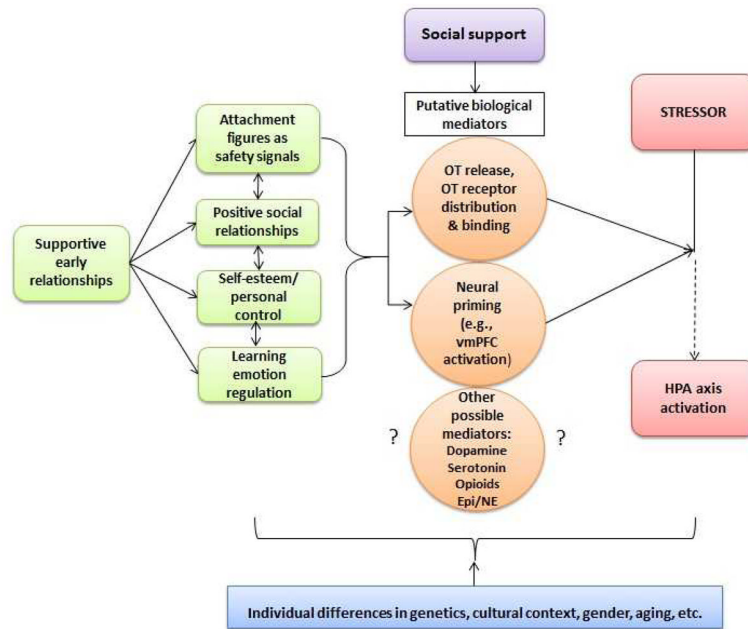 Social support
Putative biological
mediators
STRESSOR
Attachment
figures as
safety signals
Positive social
relationships
Supportive
early
relationships
Self-esteem/
personal
control
Learning
emotion
regulation
OT release,
OT receptor
distribution
& binding
Neural
priming
(e.g.,
vmPFC
activation)
HPA axis
activation
?
Other
possible
mediators:
Dopamine
Serotonin
Opioids
Epi/NE
?
Individual differences in genetics, cultural context, gender, aging, etc.